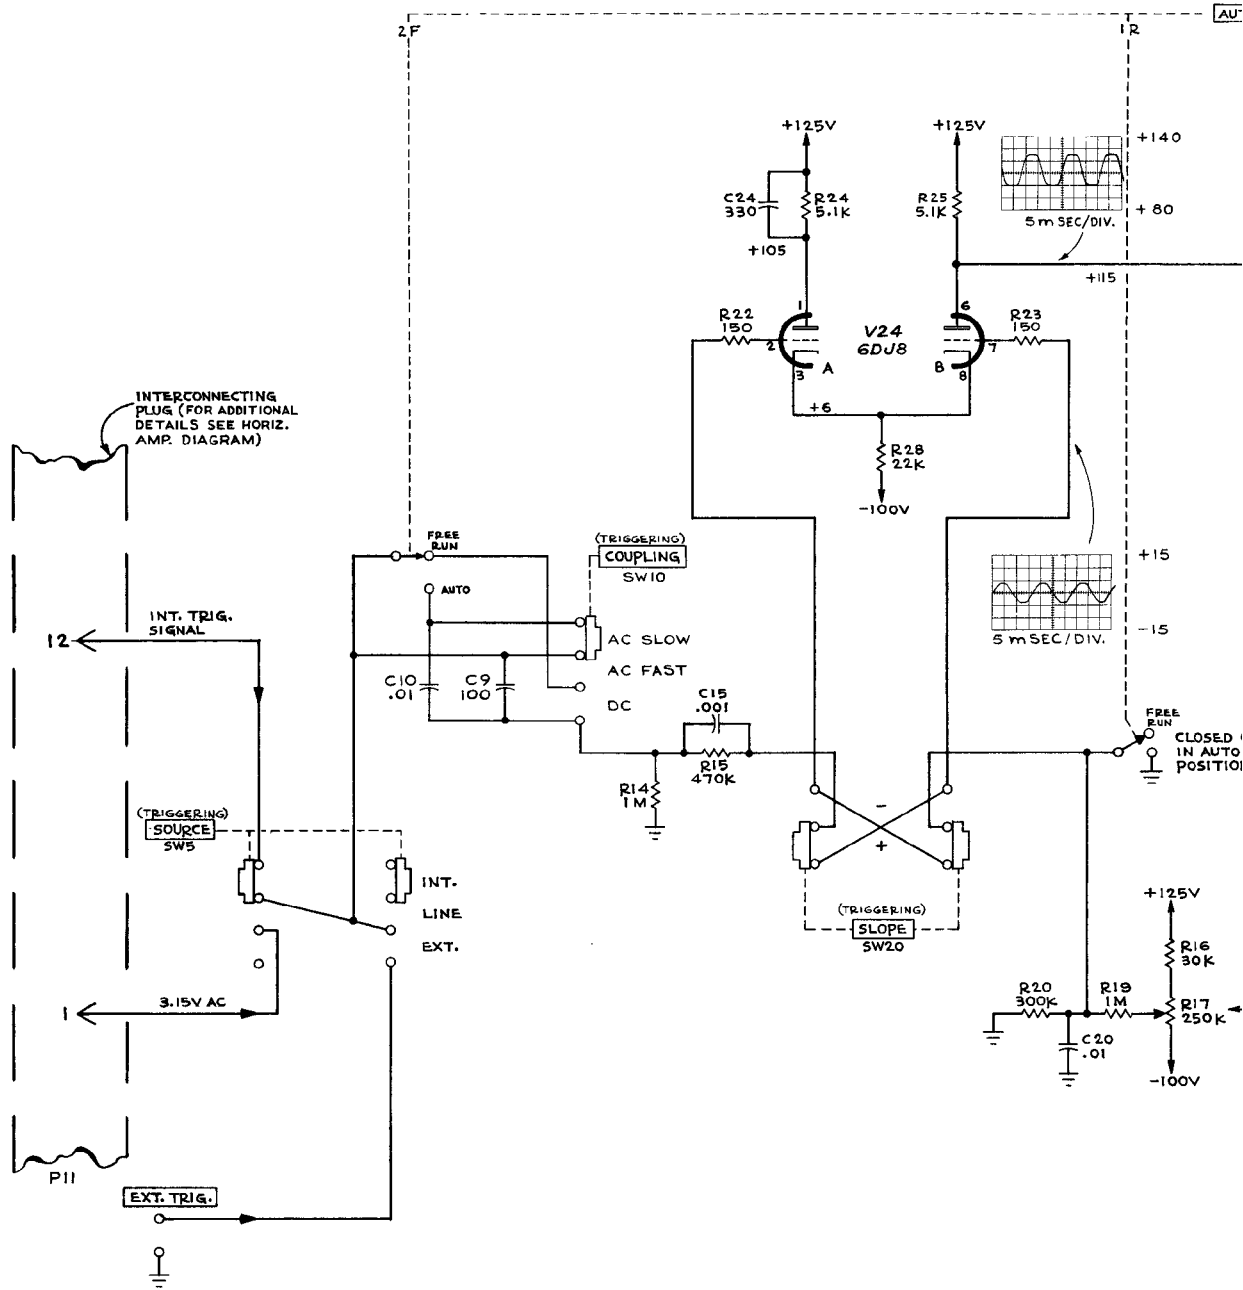 2F
1R
AUT
+125V
+125V
+140
C24
330
R24
5.1K
R25
5.1K
+80
5 m SEC/DIV.
+105
+115
1
6
R22
150
R23
150
V24
6DJ8
2
7
3
A
B
8
+6
INTERCONNECTING
PLUG (FOR ADDITIONAL
DETAILS SEE HORIZ.
AMP. DIAGRAM)
R28
22K
-100V
FREE
RUN
(TRIGGERING)
COUPLING
SW10
+15
AUTO
INT. TRIG.
SIGNAL
12
AC SLOW
-15
5 m SEC/DIV.
AC FAST
C10
.01
C9
100
DC
C15
.001
FREE
RUN
CLOSED
IN AUTO
POSITION
R15
470K
R14
1M
-
+
(TRIGGERING)
SOURCE
SW5
INT.
LINE
EXT.
(TRIGGERING)
SLOPE
SW20
+125V
R16
30K
1
3.15V AC
R20
300K
R19
1M
R17
250K
C20
.01
-100V
P11
EXT. TRIG.